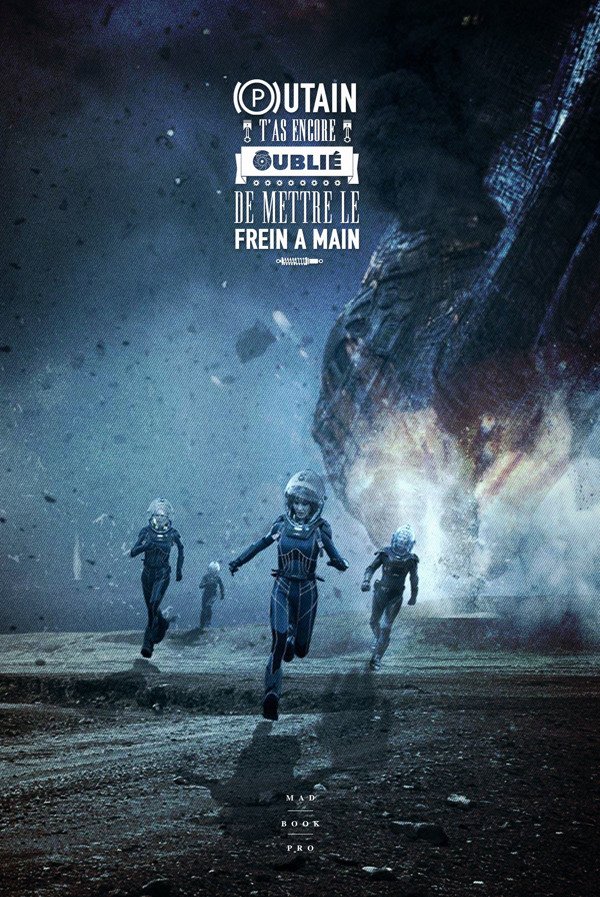 PUTAIN
T'AS ENCORE
OUBLIÉ
DE METTRE LE
FREIN A MAIN
MAD
BOOK
PRO